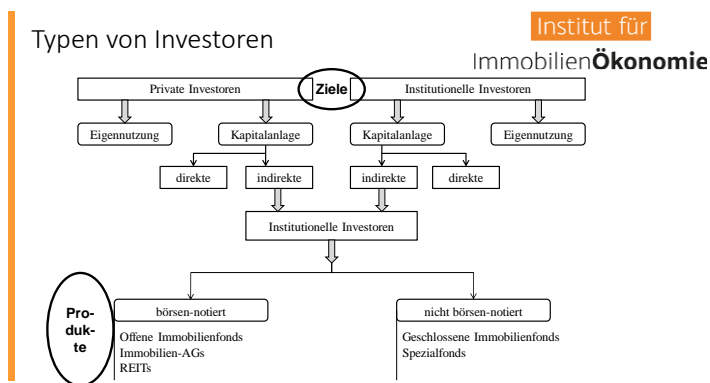 Typen von Investoren
Institut für
ImmobilienÖkonomie
Private Investoren
Ziele
Institutionelle Investoren
Eigennutzung
Kapitalanlage
Kapitalanlage
Eigennutzung
direkte
indirekte
indirekte
direkte
Institutionelle Investoren
Pro-
duk-
te
börsen-notiert
nicht börsen-notiert
Offene Immobilienfonds
Immobilien-AGs
REITs
Geschlossene Immobilienfonds
Spezialfonds